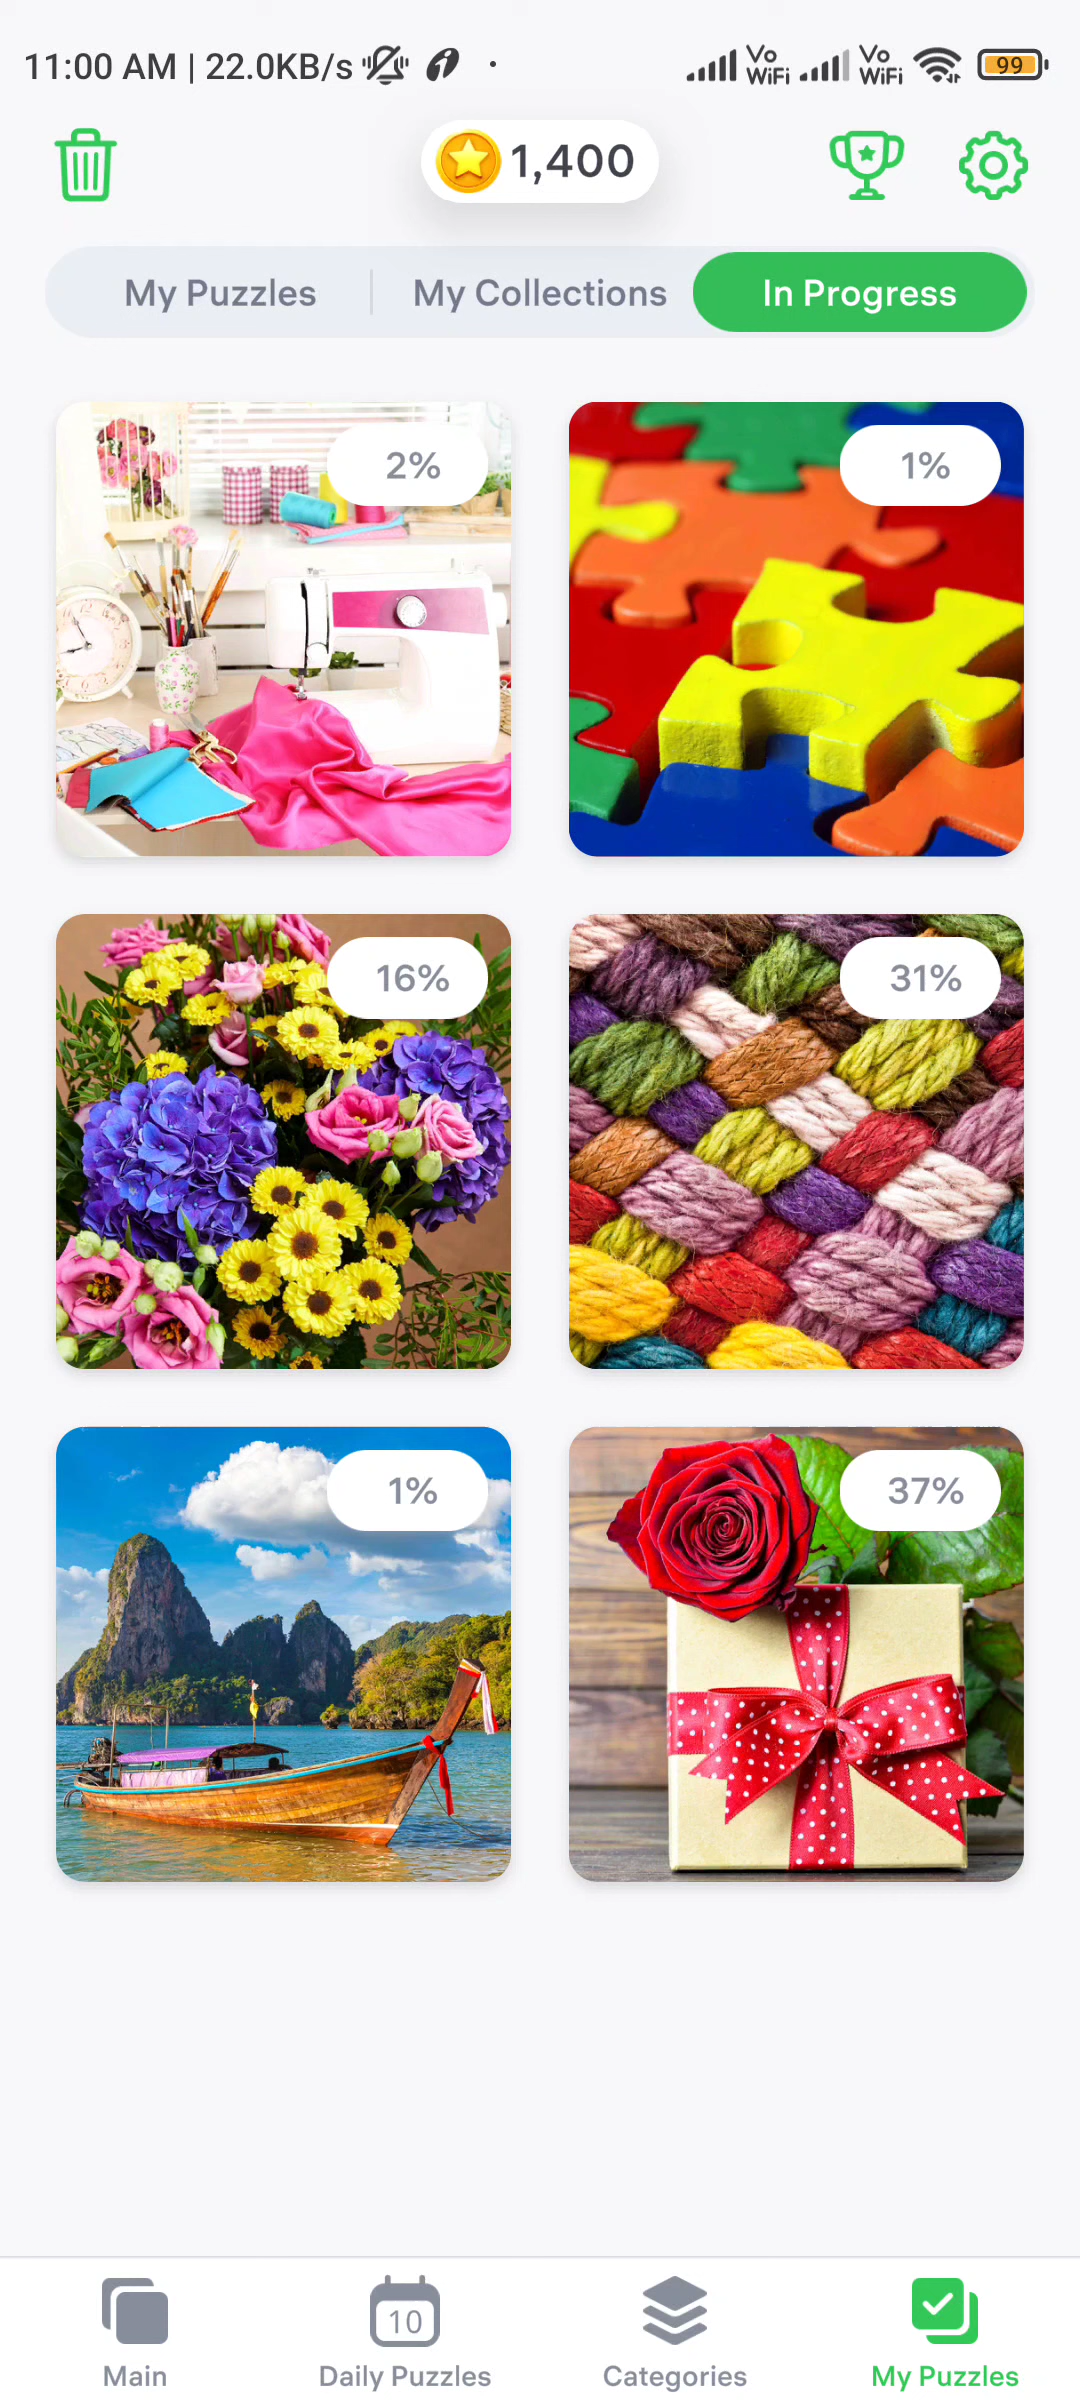 11:00 AM | 22.0KB/s Vo WiFi Vo WiFi 99
1,400
My Puzzles My Collections In Progress
2% 1%
16% 31%
1% 37%
10
Main Daily Puzzles Categories My Puzzles